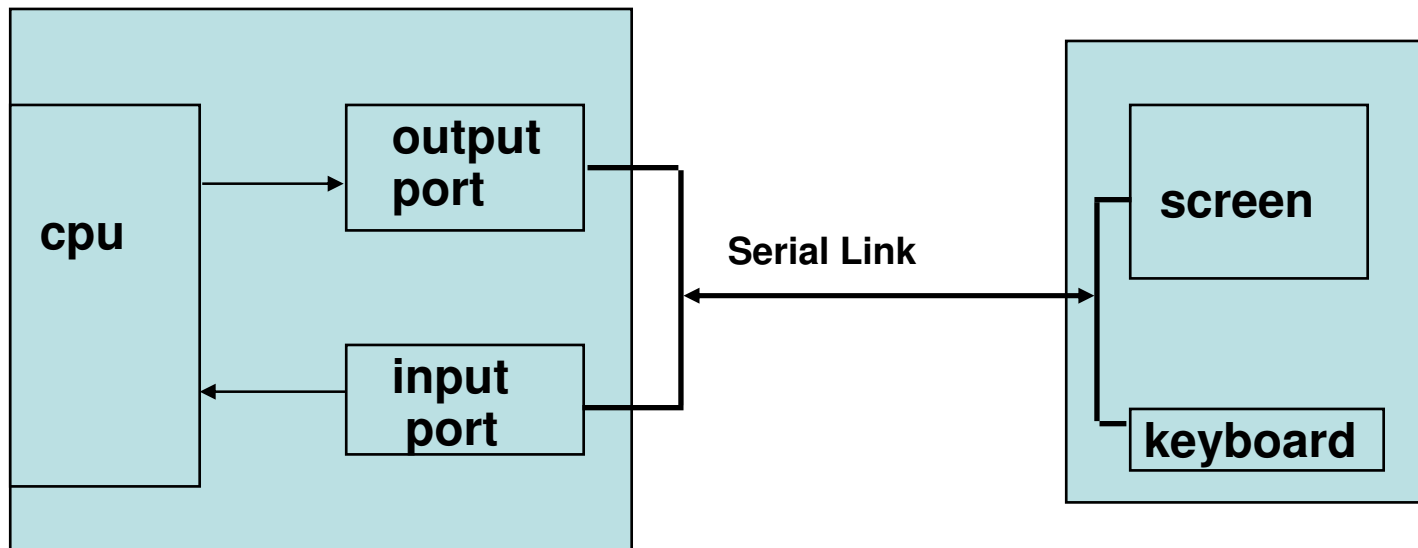 cpu
output
port
input
port
Serial Link
screen
keyboard